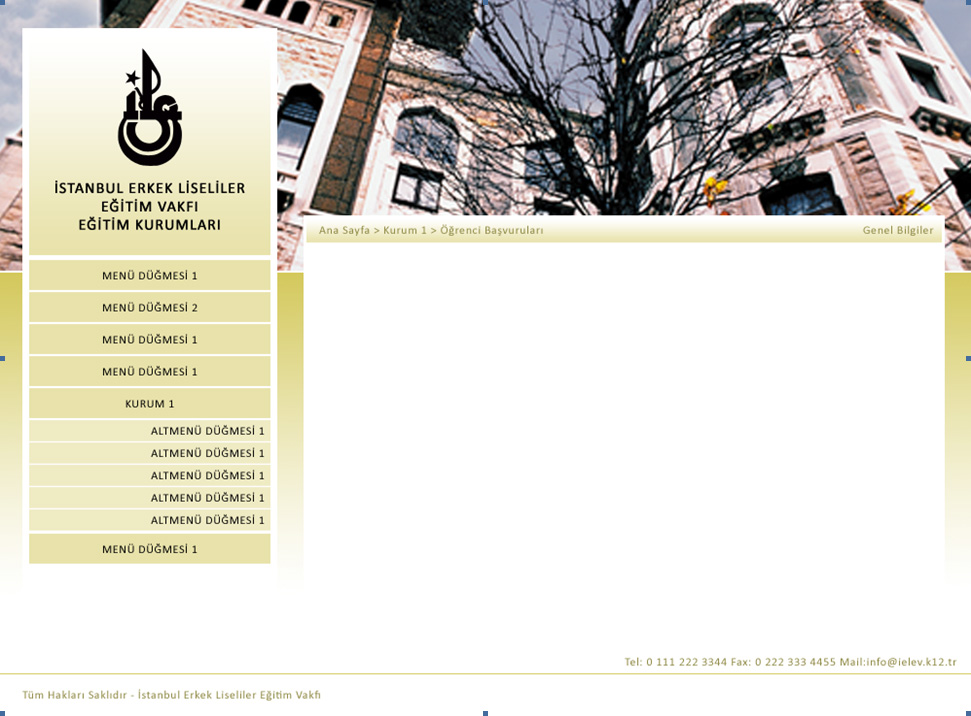 İSTANBUL ERKEK LİSELİLER
EĞİTİM VAKFI
EĞİTİM KURUMLARI
MENÜ DÜĞMESİ 1
MENÜ DÜĞMESİ 2
MENÜ DÜĞMESİ 1
MENÜ DÜĞMESİ 1
KURUM 1
ALTMENÜ DÜĞMESİ 1
ALTMENÜ DÜĞMESİ 1
ALTMENÜ DÜĞMESİ 1
ALTMENÜ DÜĞMESİ 1
ALTMENÜ DÜĞMESİ 1
MENÜ DÜĞMESİ 1
Ana Sayfa > Kurum 1 > Öğrenci Başvuruları
Genel Bilgiler
Tel: 0 111 222 3344 Fax: 0 222 333 4455 Mail:info@ielev.k12.tr
Tüm Hakları Saklıdır - İstanbul Erkek Liseliler Eğitim Vakfı